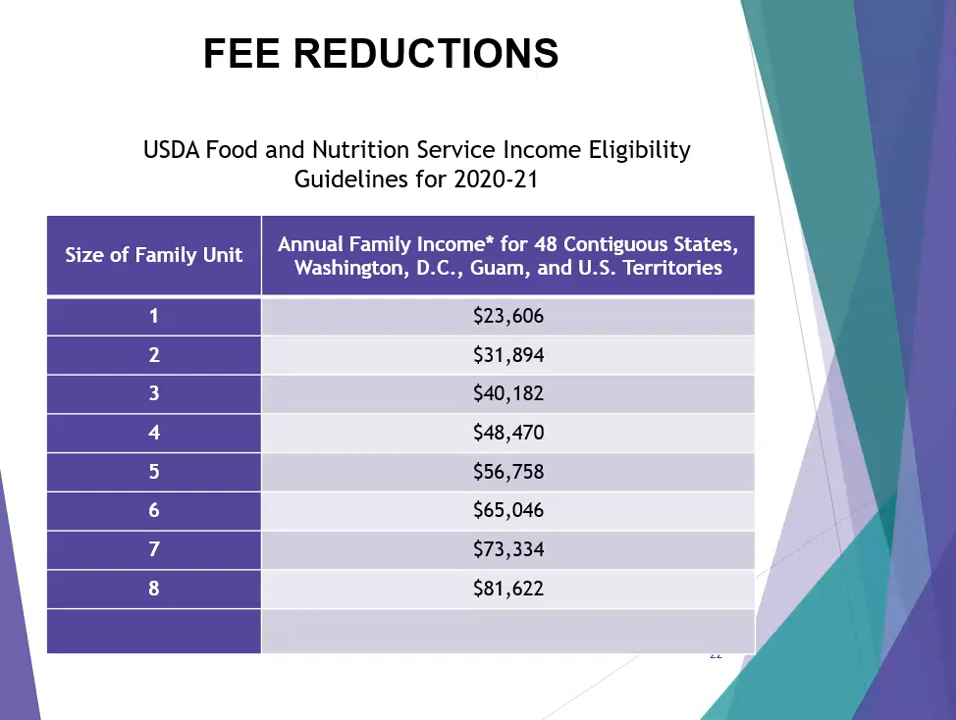 FEE REDUCTIONS
USDA Food and Nutrition Service Income Eligibility
Guidelines for 2020-21
Size of Family Unit
Annual Family Income* for 48 Contiguous States,
Washington, D.C., Guam, and U.S. Territories
1 $23,606
2 $31,894
3 $40,182
4 $48,470
5 $56,758
6 $65,046
7 $73,334
8 $81,622
22